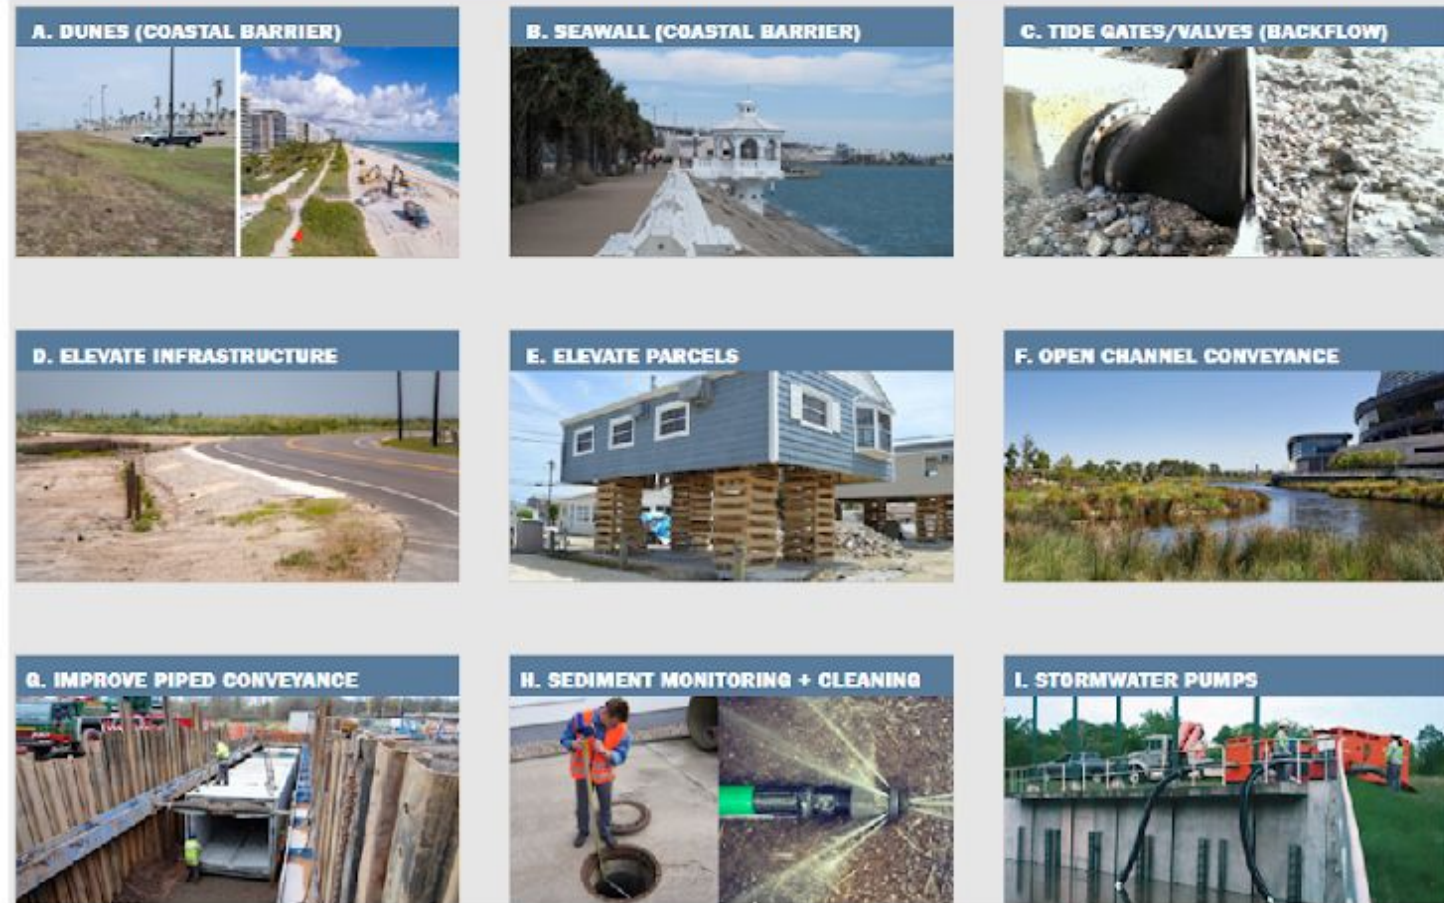 A. DUNES (COASTAL BARRIER)
B. SEAWALL (COASTAL BARRIER)
C. TIDE GATES/VALVES (BACKFLOW)
D. ELEVATE INFRASTRUCTURE
E. ELEVATE PARCELS
F. OPEN CHANNEL CONVEYANCE
G. IMPROVE PIPED CONVEYANCE
H. SEDIMENT MONITORING + CLEANING
I. STORMWATER PUMPS